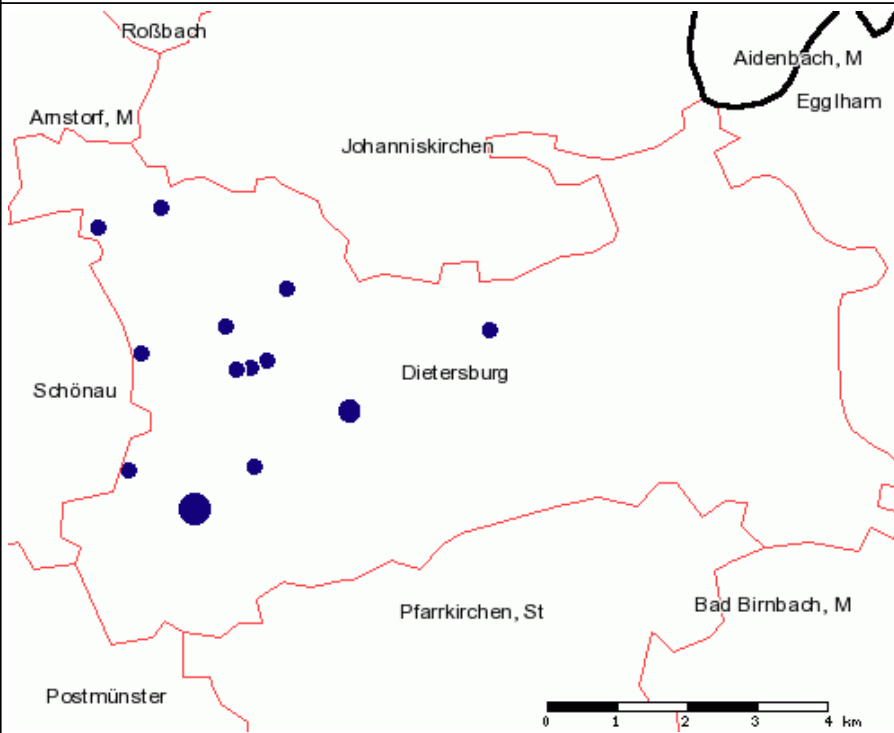 Roßbach
Aidenbach, M
Egglham
Arnstorf, M
Johanniskirchen
Dietersburg
Schönau
Pfarrkirchen, St
Bad Birnbach, M
Postmünster
0 1 2 3 4 km